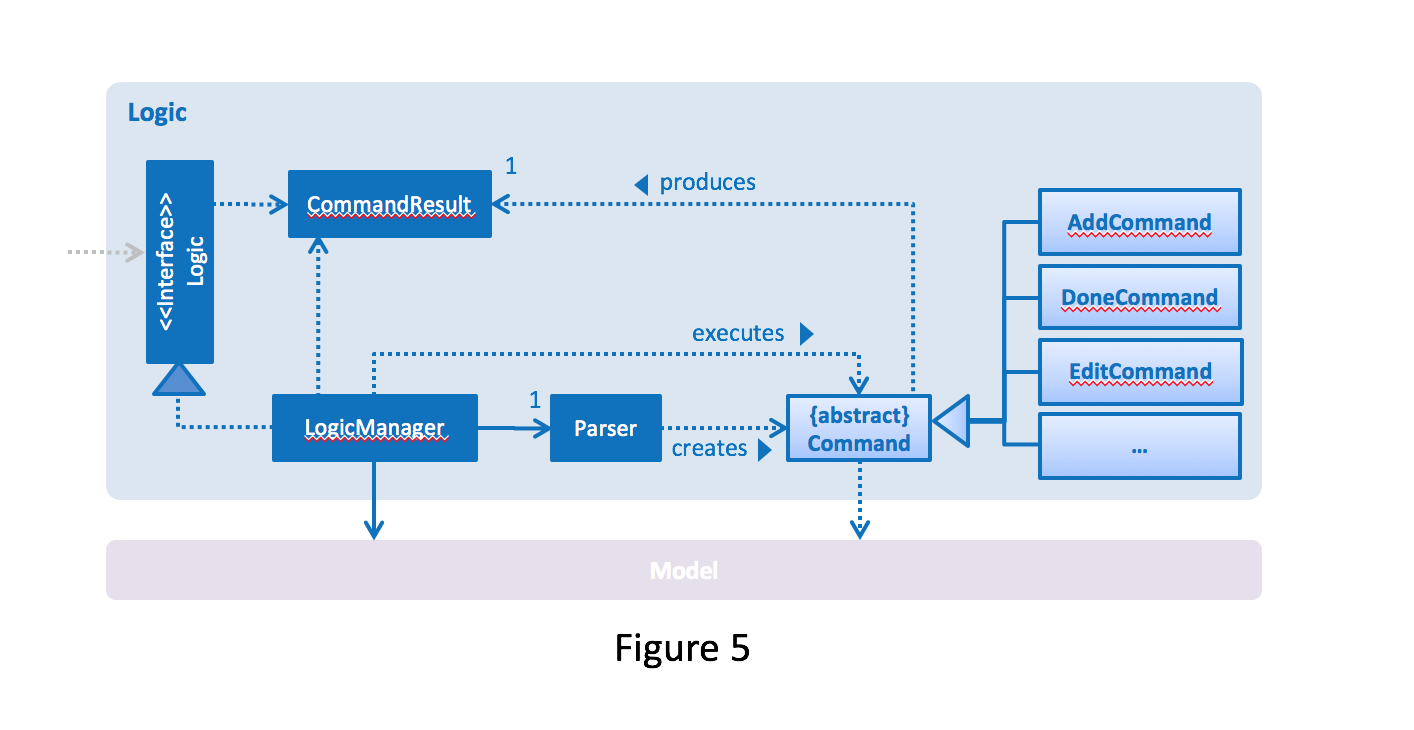 Logic
<<Interface>>
Logic
CommandResult
1
produces
AddCommand
DoneCommand
EditCommand
...
executes
LogicManager
1
Parser
creates
{abstract}
Command
Model
Figure 5